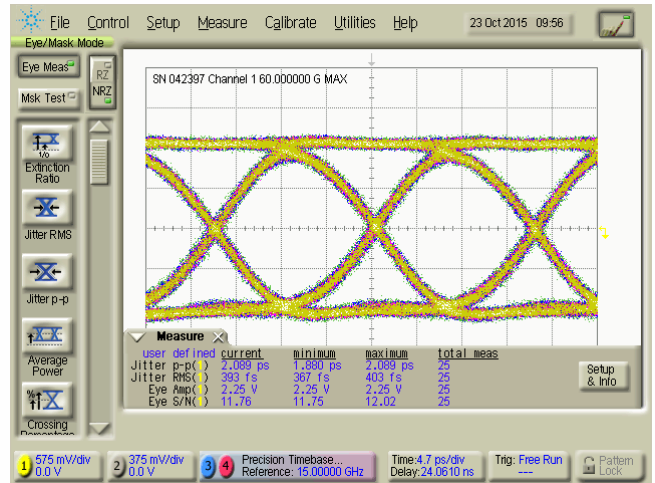 File Control Setup Measure Calibrate Utilities Help 23 Oct 2015 09:56
Eye/Mask Mode
Eye Meas
RZ
Msk Test
NRZ
SN 042397 Channel 1 60.000000 G MAX
1/0
Extinction
Ratio
Jitter RMS
Jitter p-p
Average
Power
%
Crossing
Measure
user defined current minimum maximum total meas
Jitter p-p(1) 2.089 ps 1.880 ps 2.089 ps 25
Jitter RMS(1) 393 fs 367 fs 403 fs 25
Eye Amp(1) 2.25 V 2.25 V 2.25 V 25
Eye S/N(1) 11.76 11.75 12.02 25
Setup
& Info
1 575 mV/div
0.0 V
2 375 mV/div
0.0 V
3 4 Precision Timebase...
Reference: 15.00000 GHz
Time:4.7 ps/div
Delay:24.0610 ns
Trig: Free Run
---
Pattern
Lock